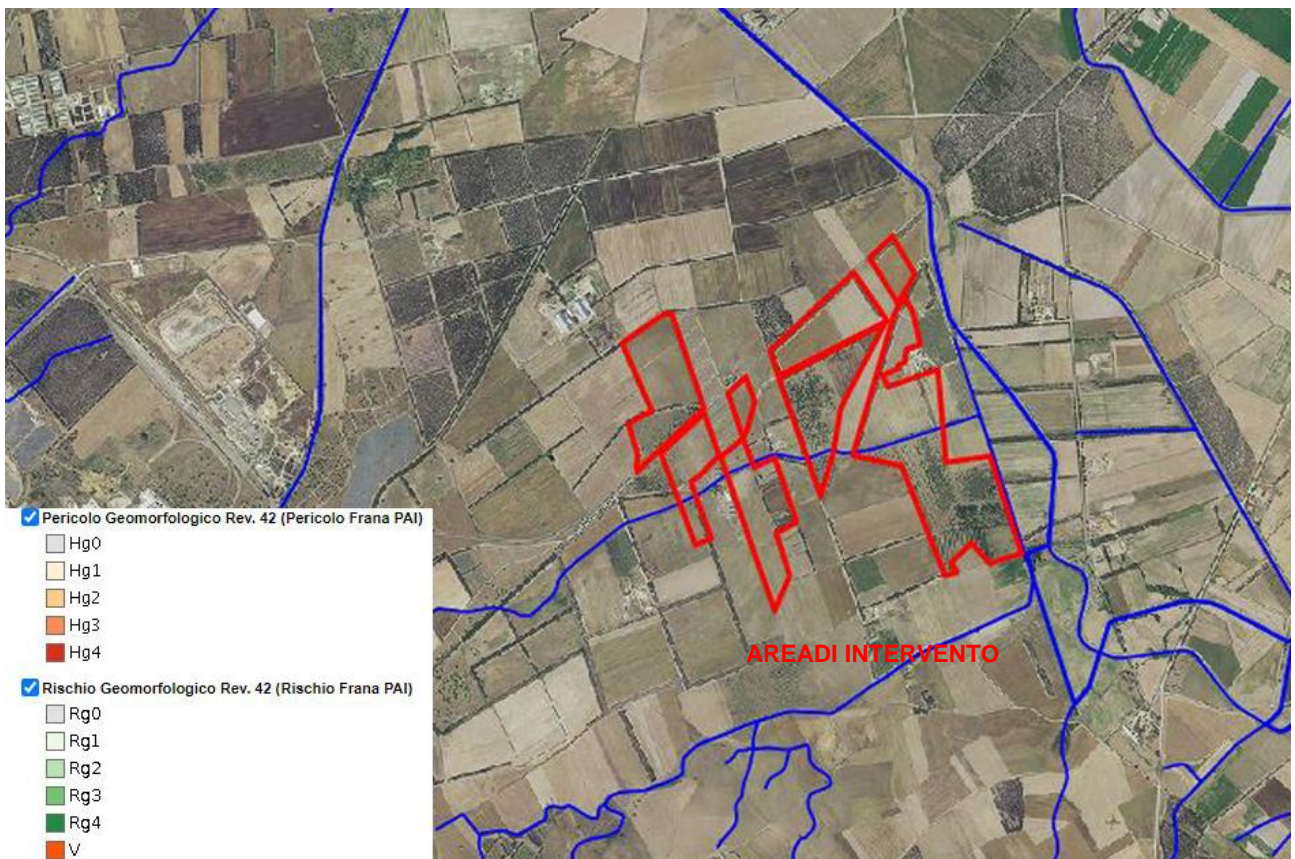 AREADI INTERVENTO
Pericolo Geomorfologico Rev. 42 (Pericolo Frana PAI)
Hg0
Hg1
Hg2
Hg3
Hg4
Rischio Geomorfologico Rev. 42 (Rischio Frana PAI)
Rg0
Rg1
Rg2
Rg3
Rg4
V